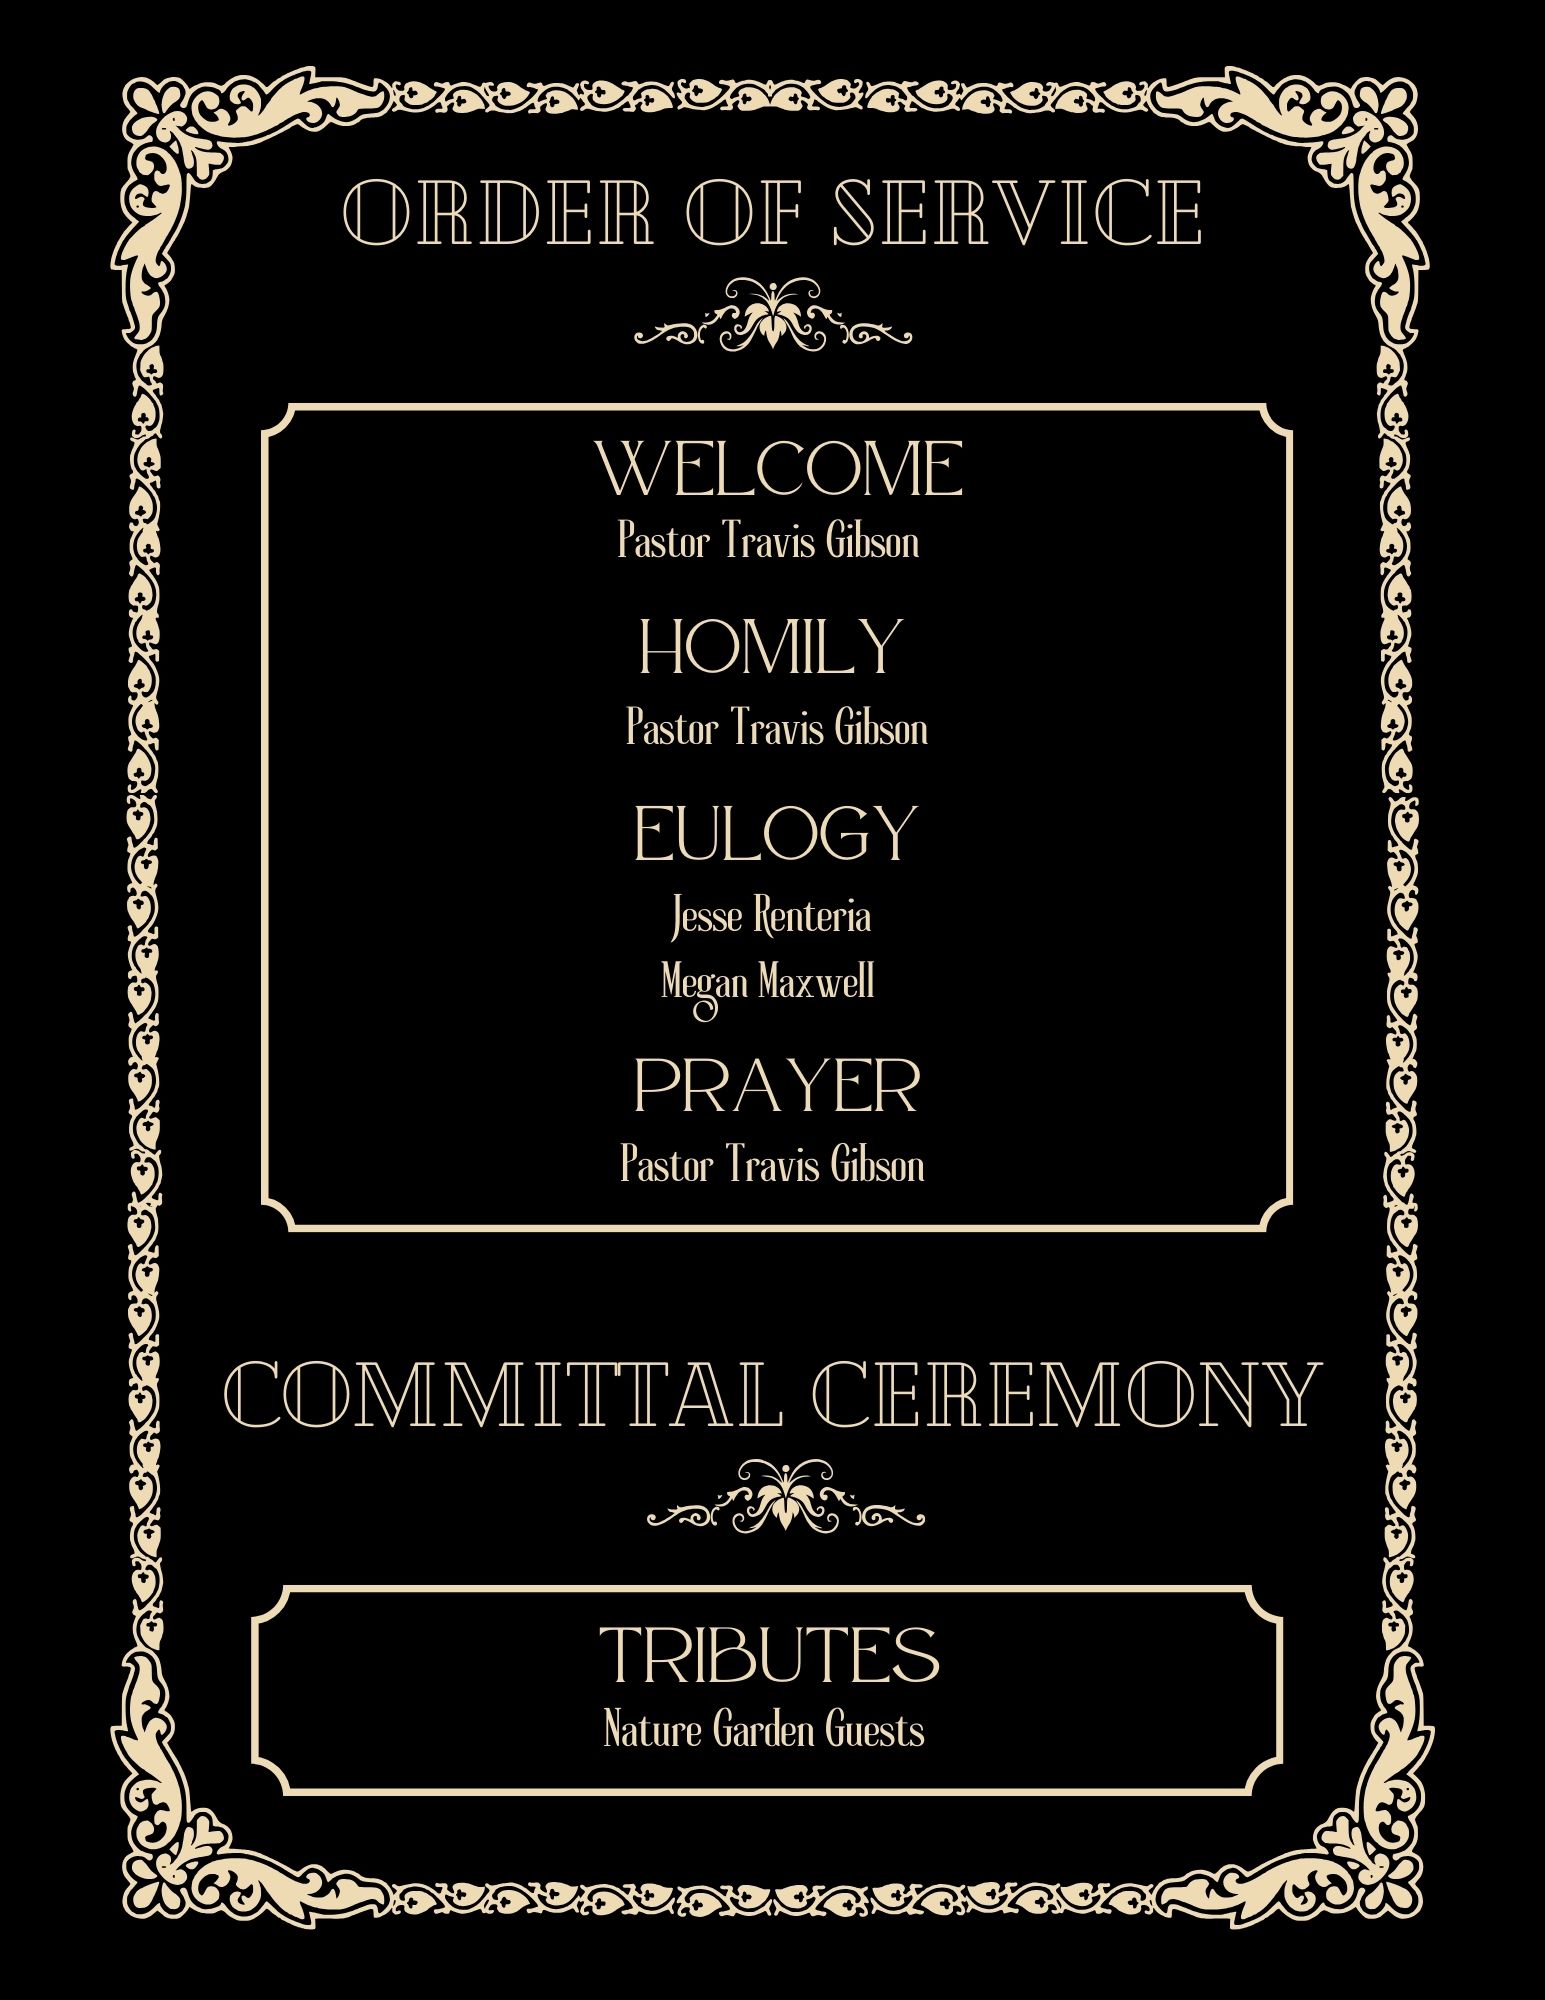 ORDER OF SERVICE
WELCOME
Pastor Travis Gibson
HOMILY
Pastor Travis Gibson
EULOGY
Jesse Renteria
Megan Maxwell
PRAYER
Pastor Travis Gibson
COMMITTAL CEREMONY
TRIBUTES
Nature Garden Guests